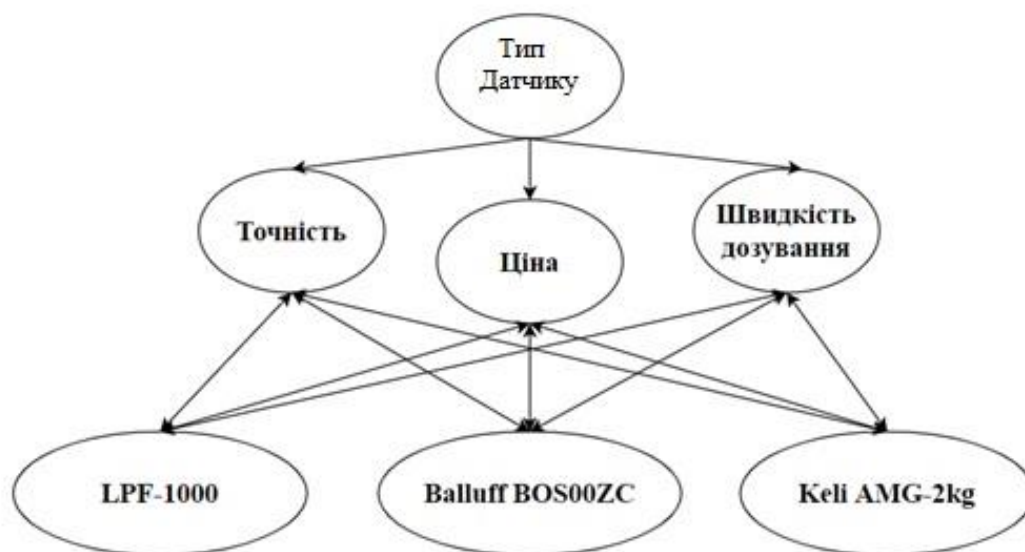 Тип
Датчику
Точність
Ціна
Швидкість
дозування
LPF-1000
Balluff BOS00ZC
Keli AMG-2kg